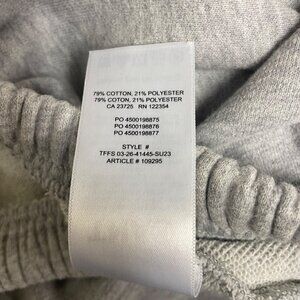 79% COTTON, 21% POLYESTER
79% COTON, 21% POLYESTER
CA 23725 RN 122354
PO 4500198875
PO 4500198876
PO 4500198877
STYLE #
TFFS 03-26-41445-SU23
ARTICLE # 109295